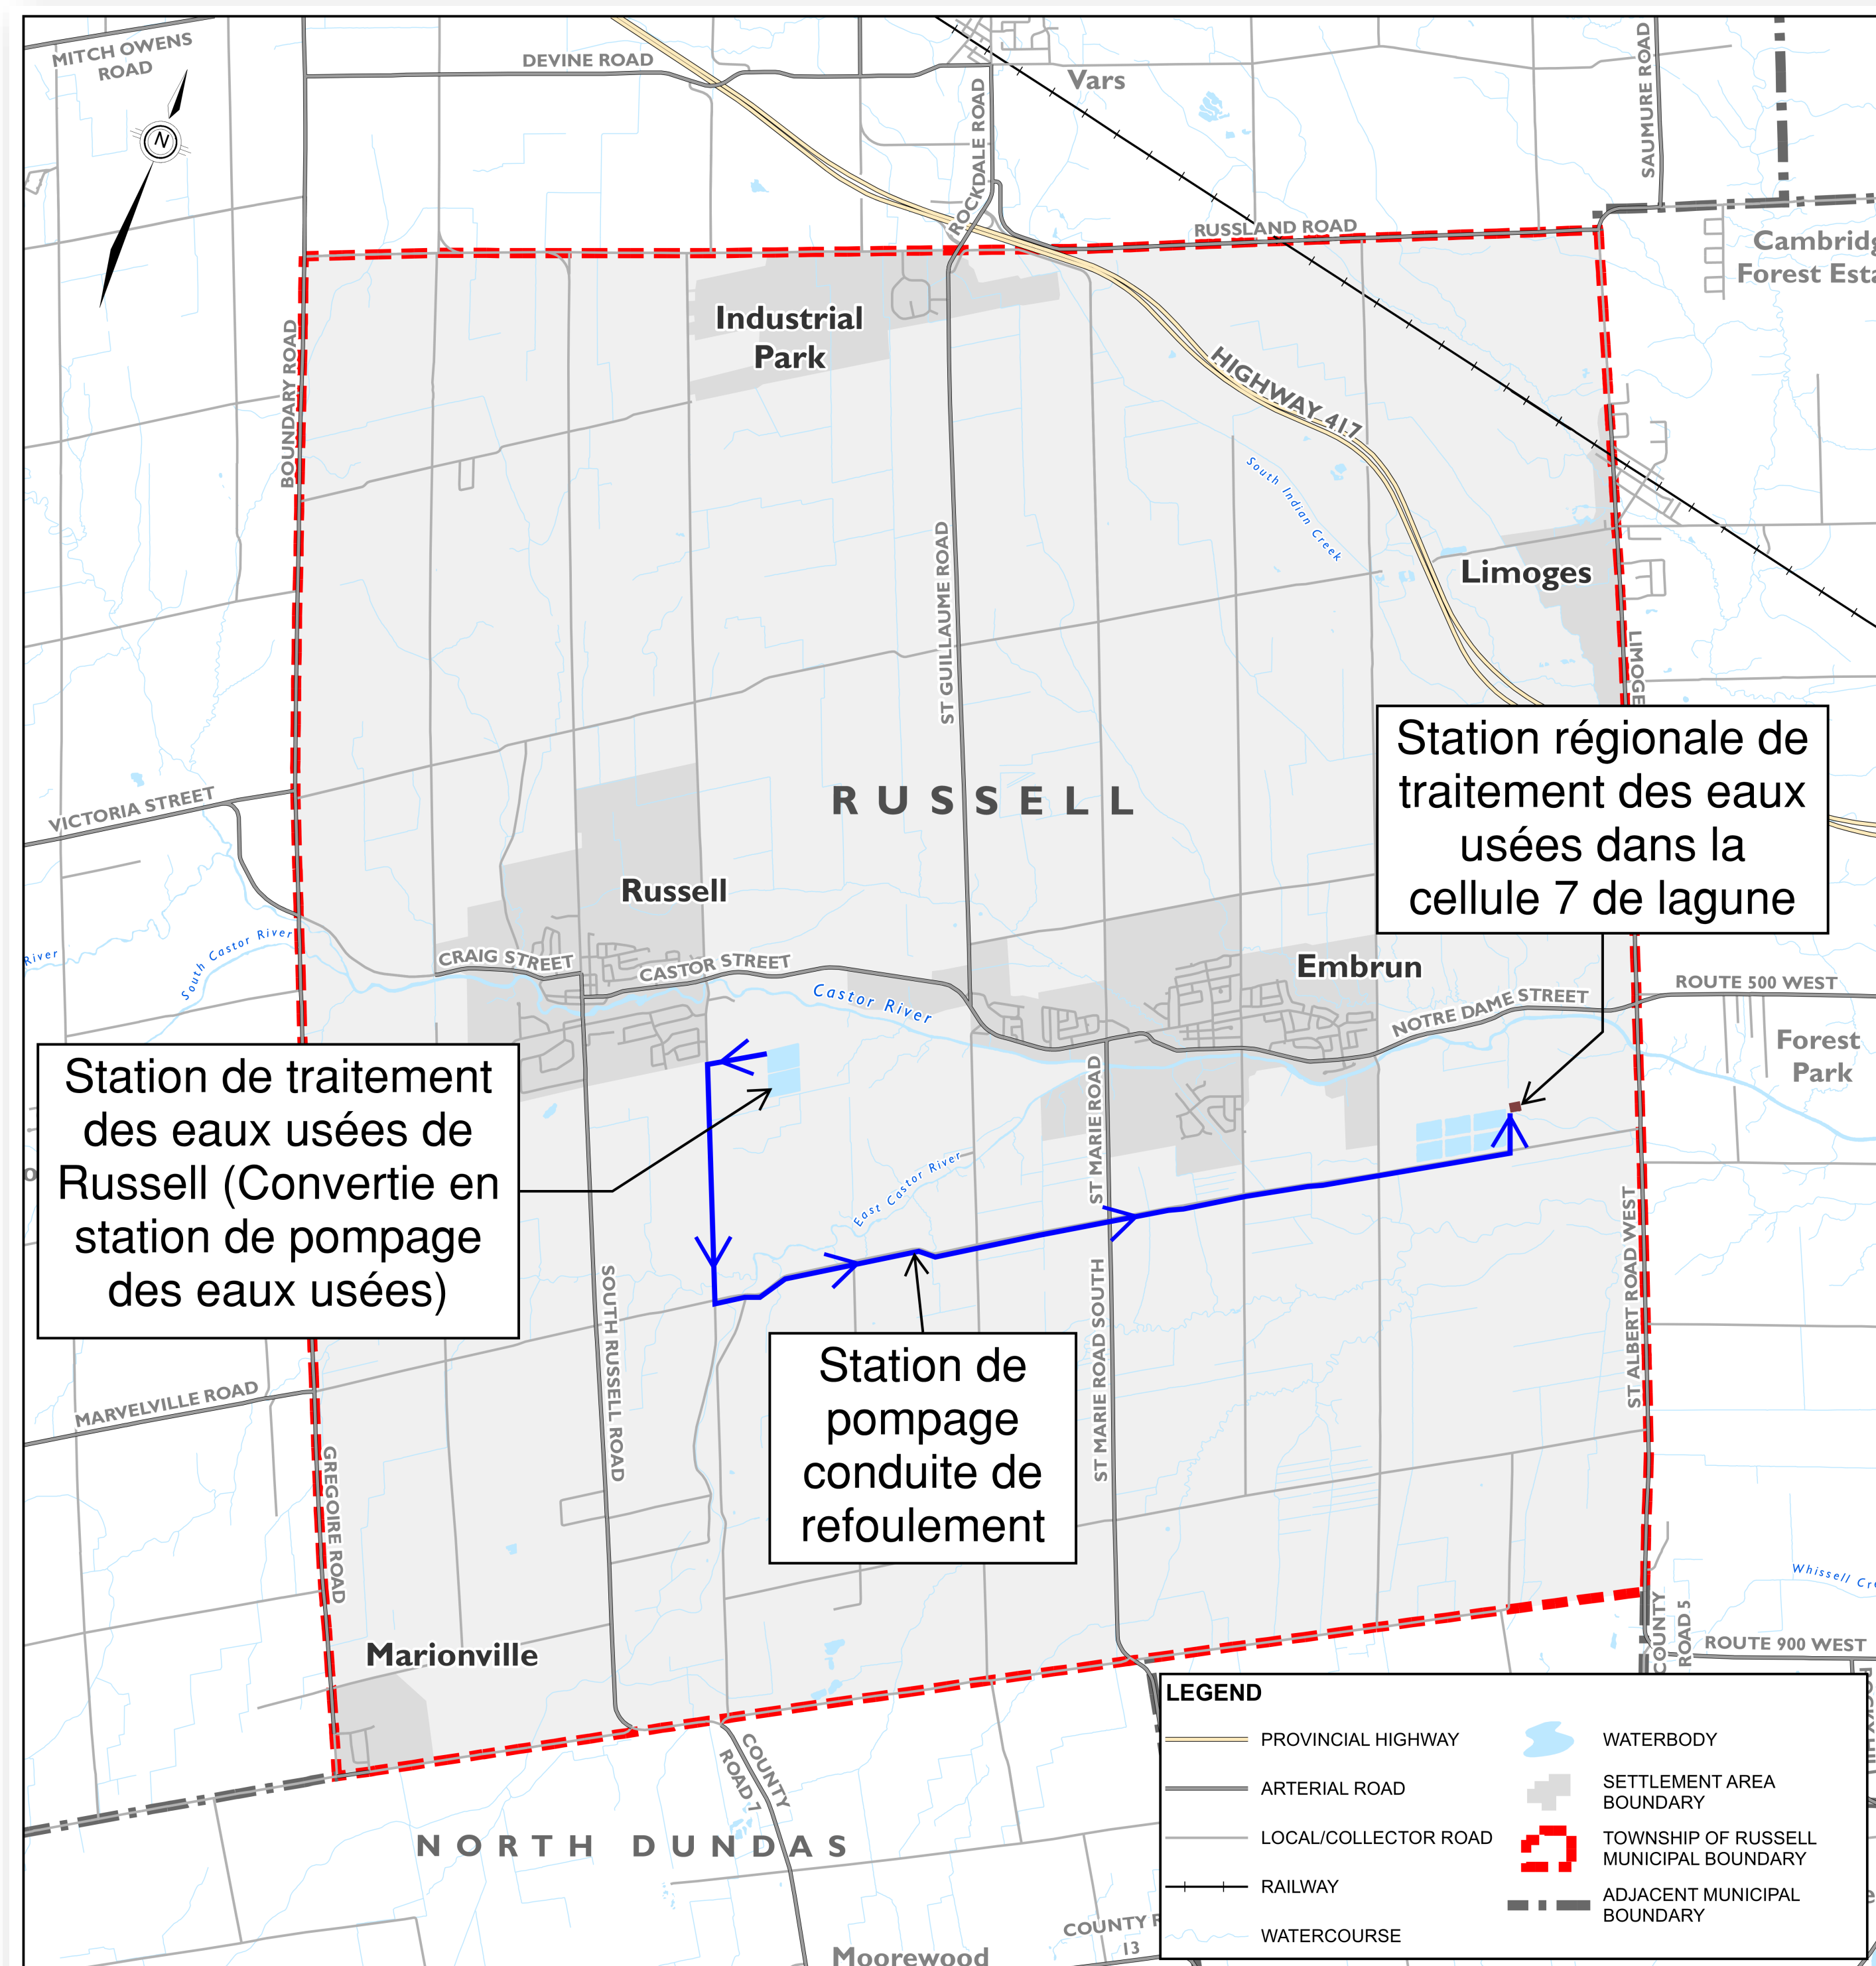 MITCH OWENS
ROAD
DEVINE ROAD
Vars
ROCKDALE ROAD
SAUMURE ROAD
N
RUSSLAND ROAD
Forest
Industrial
Park
BOUNDARY ROAD
HIGHWAY 417
South Indian Creek
ST GUILLAUME ROAD
Limoges
Station régionale de
traitement des eaux
usées dans la
cellule 7 de lagune
VICTORIA STREET
RUSSELL
Russell
South Castor River
River
CRAIG STREET
CASTOR STREET
Castor River
Embrun
NOTRE DAME STREET
ROUTE 500 WEST
Forest
Park
Station de traitement
des eaux usées de
Russell (Convertie en
station de pompage
des eaux usées)
ST MARIE ROAD
East Castor River
ST ALBERT ROAD WEST
SOUTH RUSSELL ROAD
ST MARIE ROAD SOUTH
Station de
pompage
conduite de
refoulement
MARVELVILLE ROAD
GREGOIRE ROAD
Whissell
COUNTY
ROAD 5
ROUTE 900 WEST
Marionville
COUNTY
ROAD 7
NORTH DUNDAS
COUNTY
13
Moorewood
LEGEND
PROVINCIAL HIGHWAY
ARTERIAL ROAD
LOCAL/COLLECTOR ROAD
RAILWAY
WATERCOURSE
WATERBODY
SETTLEMENT AREA
BOUNDARY
TOWNSHIP OF RUSSELL
MUNICIPAL BOUNDARY
ADJACENT MUNICIPAL
BOUNDARY